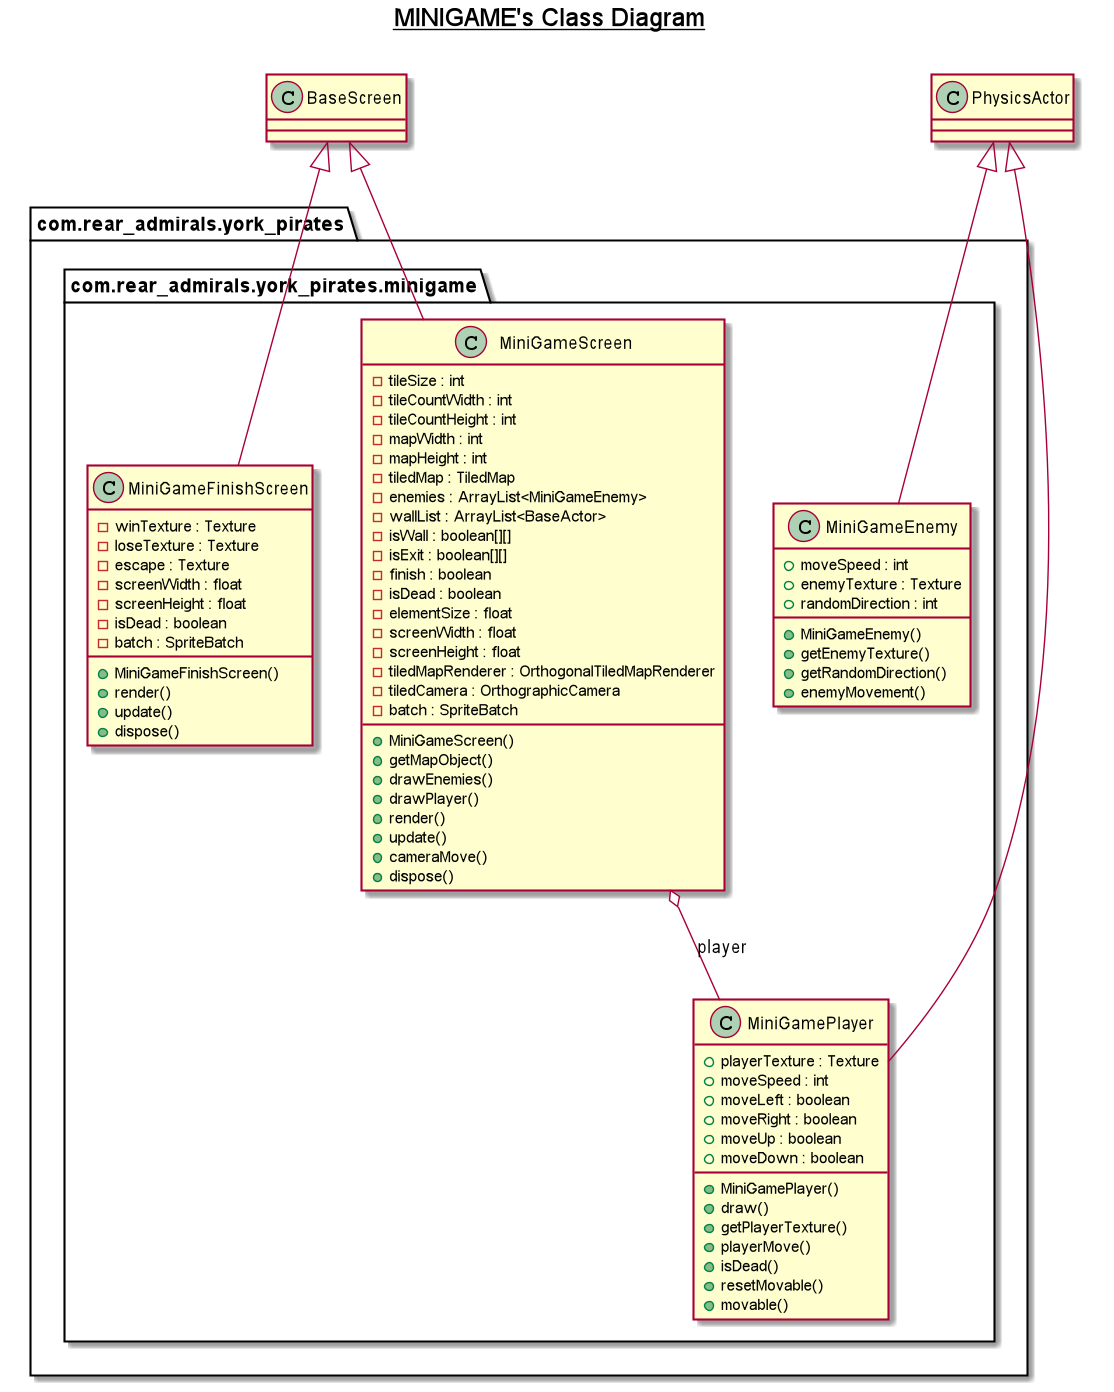 MINIGAME's Class Diagram
C BaseScreen
C PhysicsActor
com.rear_admirals.york_pirates
com.rear_admirals.york_pirates.minigame
C MiniGameScreen
tileSize : int
tileCountWidth : int
tileCountHeight : int
mapWidth : int
mapHeight : int
tiledMap : TiledMap
enemies : ArrayList<MiniGameEnemy>
wallList : ArrayList<BaseActor>
isWall : boolean[][]
isExit : boolean[][]
finish : boolean
isDead : boolean
elementSize : float
screenWidth : float
screenHeight : float
tiledMapRenderer : OrthogonalTiledMapRenderer
tiledCamera : OrthographicCamera
batch : SpriteBatch
MiniGameScreen()
getMapObject()
drawEnemies()
drawPlayer()
render()
update()
cameraMove()
dispose()
C MiniGameFinishScreen
winTexture : Texture
loseTexture : Texture
escape : Texture
screenWidth : float
screenHeight : float
isDead : boolean
batch : SpriteBatch
MiniGameFinishScreen()
render()
update()
dispose()
C MiniGameEnemy
moveSpeed : int
enemyTexture : Texture
randomDirection : int
MiniGameEnemy()
getEnemyTexture()
getRandomDirection()
enemyMovement()
player
C MiniGamePlayer
playerTexture : Texture
moveSpeed : int
moveLeft : boolean
moveRight : boolean
moveUp : boolean
moveDown : boolean
MiniGamePlayer()
draw()
getPlayerTexture()
playerMove()
isDead()
resetMovable()
movable()